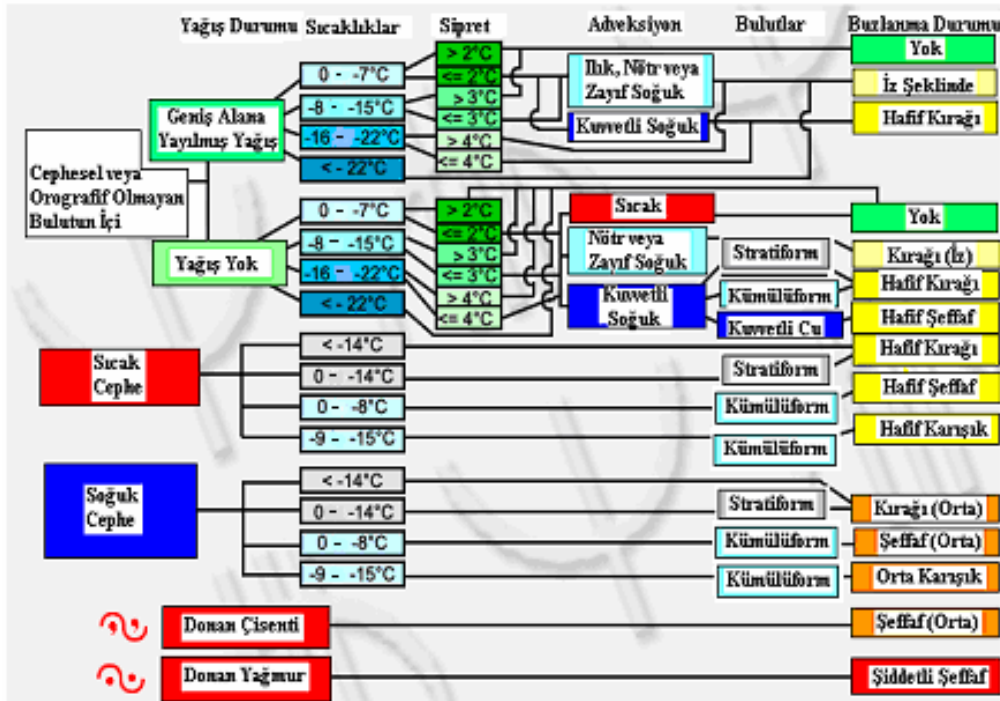 Yağış Durumu Sıcaklıklar Sipret Adveksiyon Bulutlar Buzlanma Durumu
Cephesel veya
Orografif Olmayan
Bulutun İçi
Geniş Alana
Yayılmış Yağış
0 - -7°C
-8 - -15°C
-16 - -22°C
< - 22°C
> 2°C
<= 2°C
> 3°C
<= 3°C
> 4°C
<= 4°C
Ilık, Nötr veya
Zayıf Soğuk
Kuvvetli Soğuk
Yok
İz Şeklinde
Hafif Kırağı
Yağış Yok
0 - -7°C
-8 - -15°C
-16 - -22°C
< - 22°C
> 2°C
<= 2°C
> 3°C
<= 3°C
> 4°C
<= 4°C
Sıcak
Nötr veya
Zayıf Soğuk
Kuvvetli
Soğuk
Stratiform
Kümülüform
Kuvvetli Cu
Yok
Kırağı (İz)
Hafif Kırağı
Hafif Şeffaf
Sıcak
Cephe
< -14°C
0 - -14°C
0 - -8°C
-9 - -15°C
Stratiform
Kümülüform
Kümülüform
Hafif Kırağı
Hafif Şeffaf
Hafif Karışık
Soğuk
Cephe
< -14°C
0 - -14°C
0 - -8°C
-9 - -15°C
Stratiform
Kümülüform
Kümülüform
Kırağı (Orta)
Şeffaf (Orta)
Orta Karışık
Donan Çisenti
Şeffaf (Orta)
Donan Yağmur
Şiddetli Şeffaf